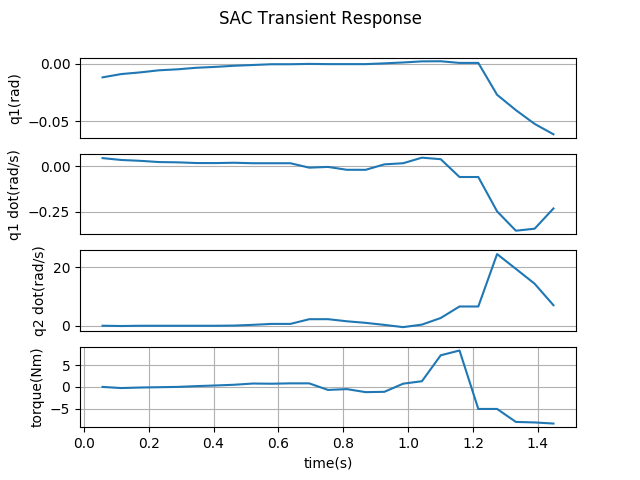 SAC Transient Response
q1(rad)
0.00
−0.05
q1 dot(rad/s)
0.00
−0.25
q2 dot(rad/s)
20
0
torque(Nm)
5
0
−5
0.0 0.2 0.4 0.6 0.8 1.0 1.2 1.4
time(s)